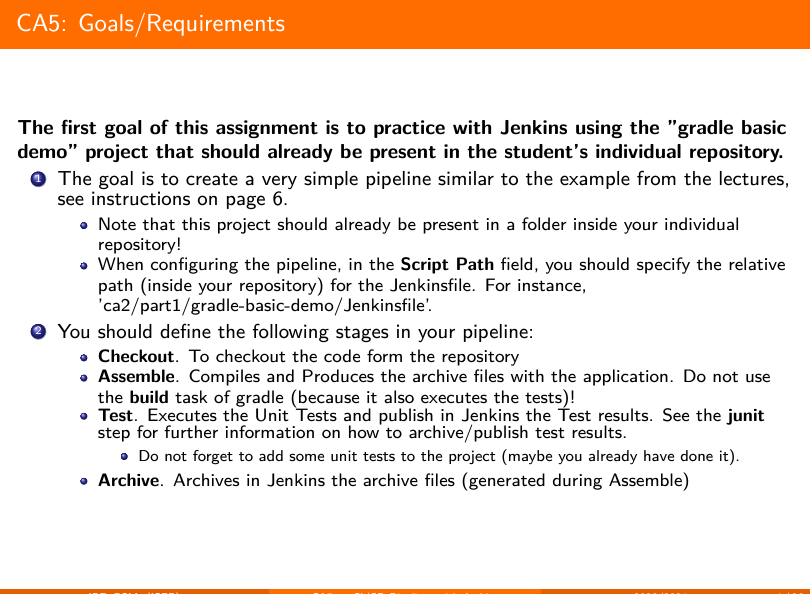 CA5: Goals/Requirements
The first goal of this assignment is to practice with Jenkins using the ”gradle basic
demo” project that should already be present in the student’s individual repository.
1 The goal is to create a very simple pipeline similar to the example from the lectures,
see instructions on page 6.
Note that this project should already be present in a folder inside your individual
repository!
When configuring the pipeline, in the Script Path field, you should specify the relative
path (inside your repository) for the Jenkinsfile. For instance,
’ca2/part1/gradle-basic-demo/Jenkinsfile’.
2 You should define the following stages in your pipeline:
Checkout. To checkout the code form the repository
Assemble. Compiles and Produces the archive files with the application. Do not use
the build task of gradle (because it also executes the tests)!
Test. Executes the Unit Tests and publish in Jenkins the Test results. See the junit
step for further information on how to archive/publish test results.
Do not forget to add some unit tests to the project (maybe you already have done it).
Archive. Archives in Jenkins the archive files (generated during Assemble)